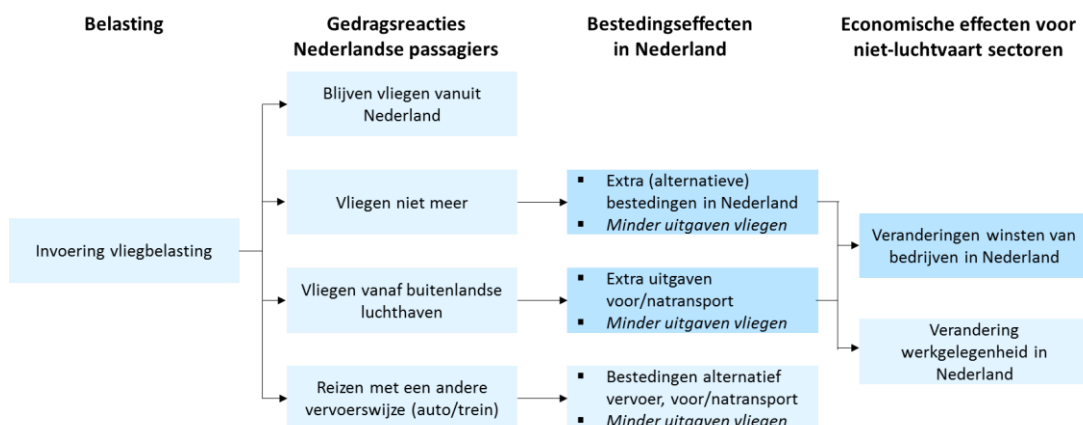 Belasting
Gedragsreacties
Nederlandse passagiers
Bestedingseffecten
in Nederland
Economische effecten voor
niet-luchtvaart sectoren
Blijven vliegen vanuit
Nederland
Vliegen niet meer
▪ Extra (alternatieve)
bestedingen in Nederland
▪ Minder uitgaven vliegen
Invoering vliegbelasting
Veranderingen winsten van
bedrijven in Nederland
Vliegen vanaf buitenlandse
luchthaven
▪ Extra uitgaven
voor/natransport
▪ Minder uitgaven vliegen
Verandering
werkgelegenheid in
Nederland
Reizen met een andere
vervoerswijze (auto/trein)
▪ Bestedingen alternatief
vervoer, voor/natransport
▪ Minder uitgaven vliegen